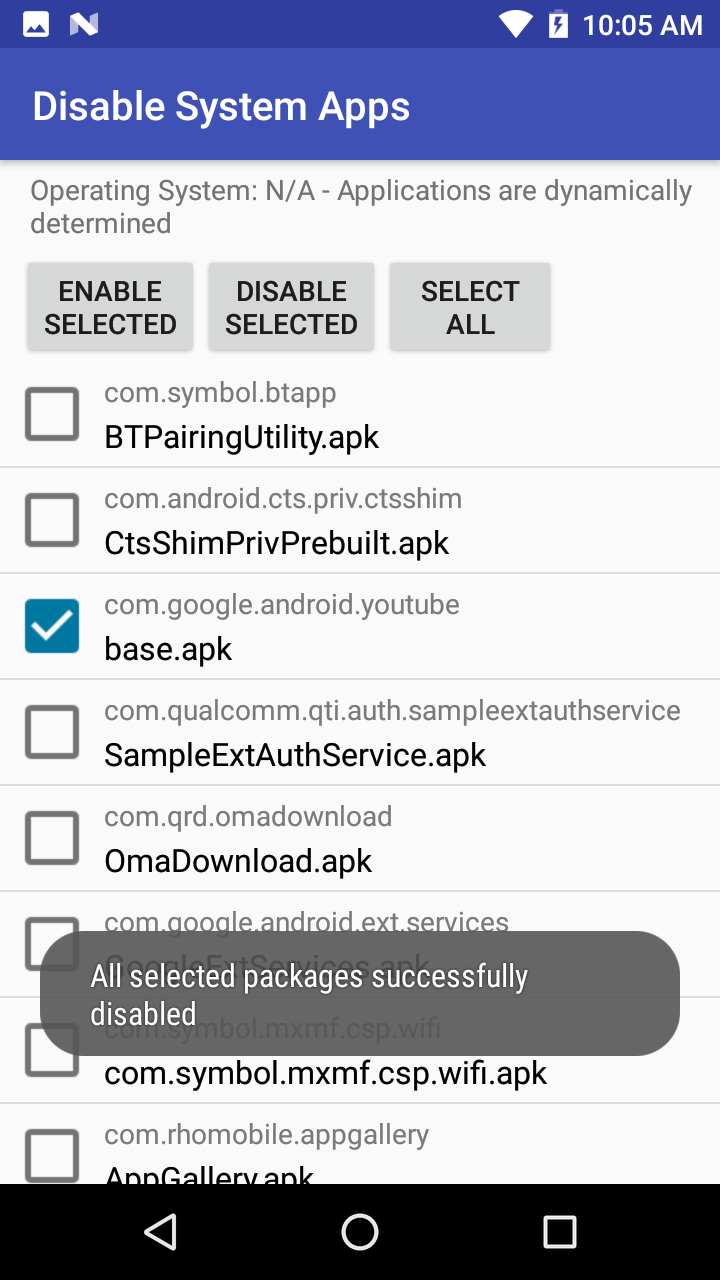 10:05 AM
Disable System Apps
Operating System: N/A - Applications are dynamically
determined
ENABLE
SELECTED
DISABLE
SELECTED
SELECT
ALL
com.symbol.btapp
BTPairingUtility.apk
com.android.cts.priv.ctsshim
CtsShimPrivPrebuilt.apk
com.google.android.youtube
base.apk
com.qualcomm.qti.auth.sampleextauthservice
SampleExtAuthService.apk
com.qrd.omadownload
OmaDownload.apk
com.google.android.ext.services
GoogleExtServices.apk
All selected packages successfully
disabled
com.symbol.mxmf.csp.wifi
com.symbol.mxmf.csp.wifi.apk
com.rhomobile.appgallery
AppGallery.apk